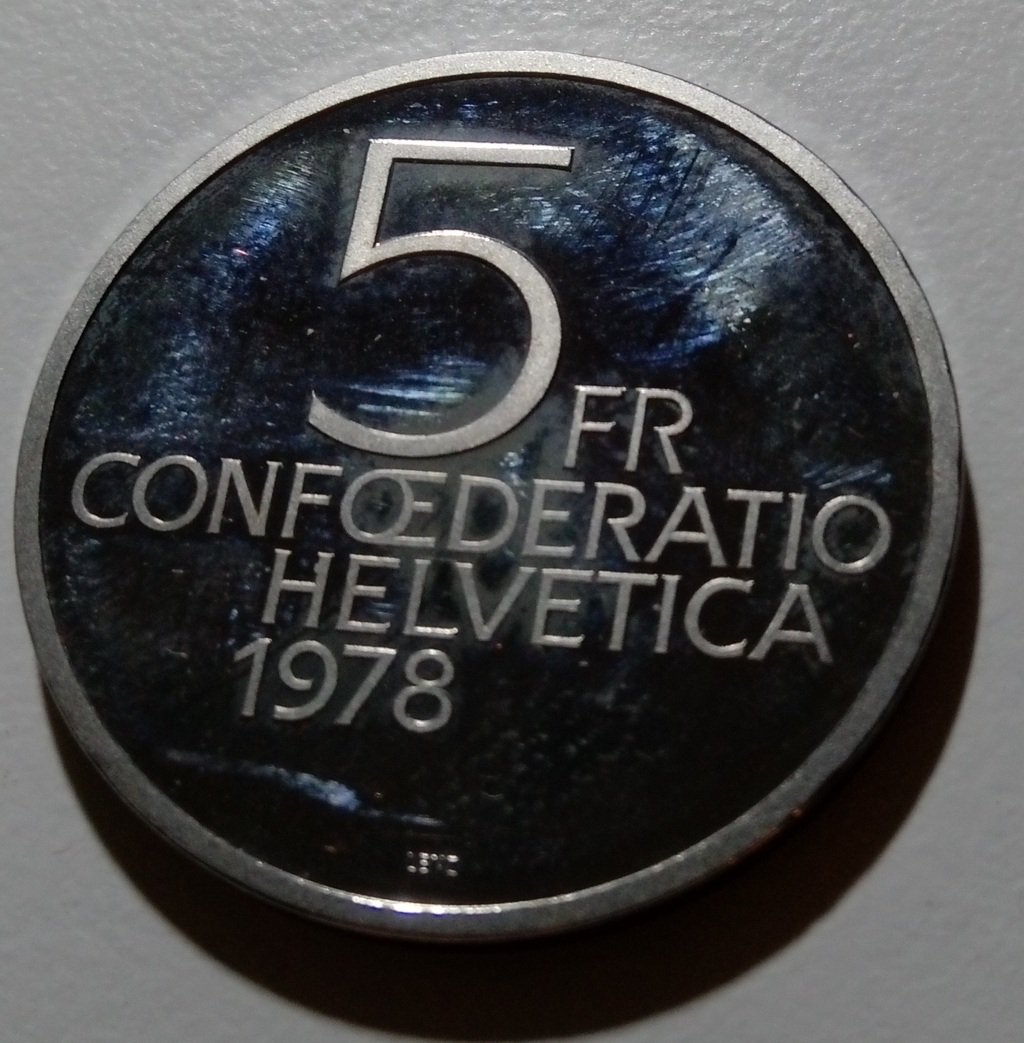 5 FR
CONFŒDERATIO
HELVETICA
1978